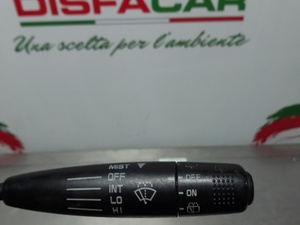 DISFACAR
Una scelta per l'ambiente
MIST
OFF
INT
LO
HI
OFF
ON